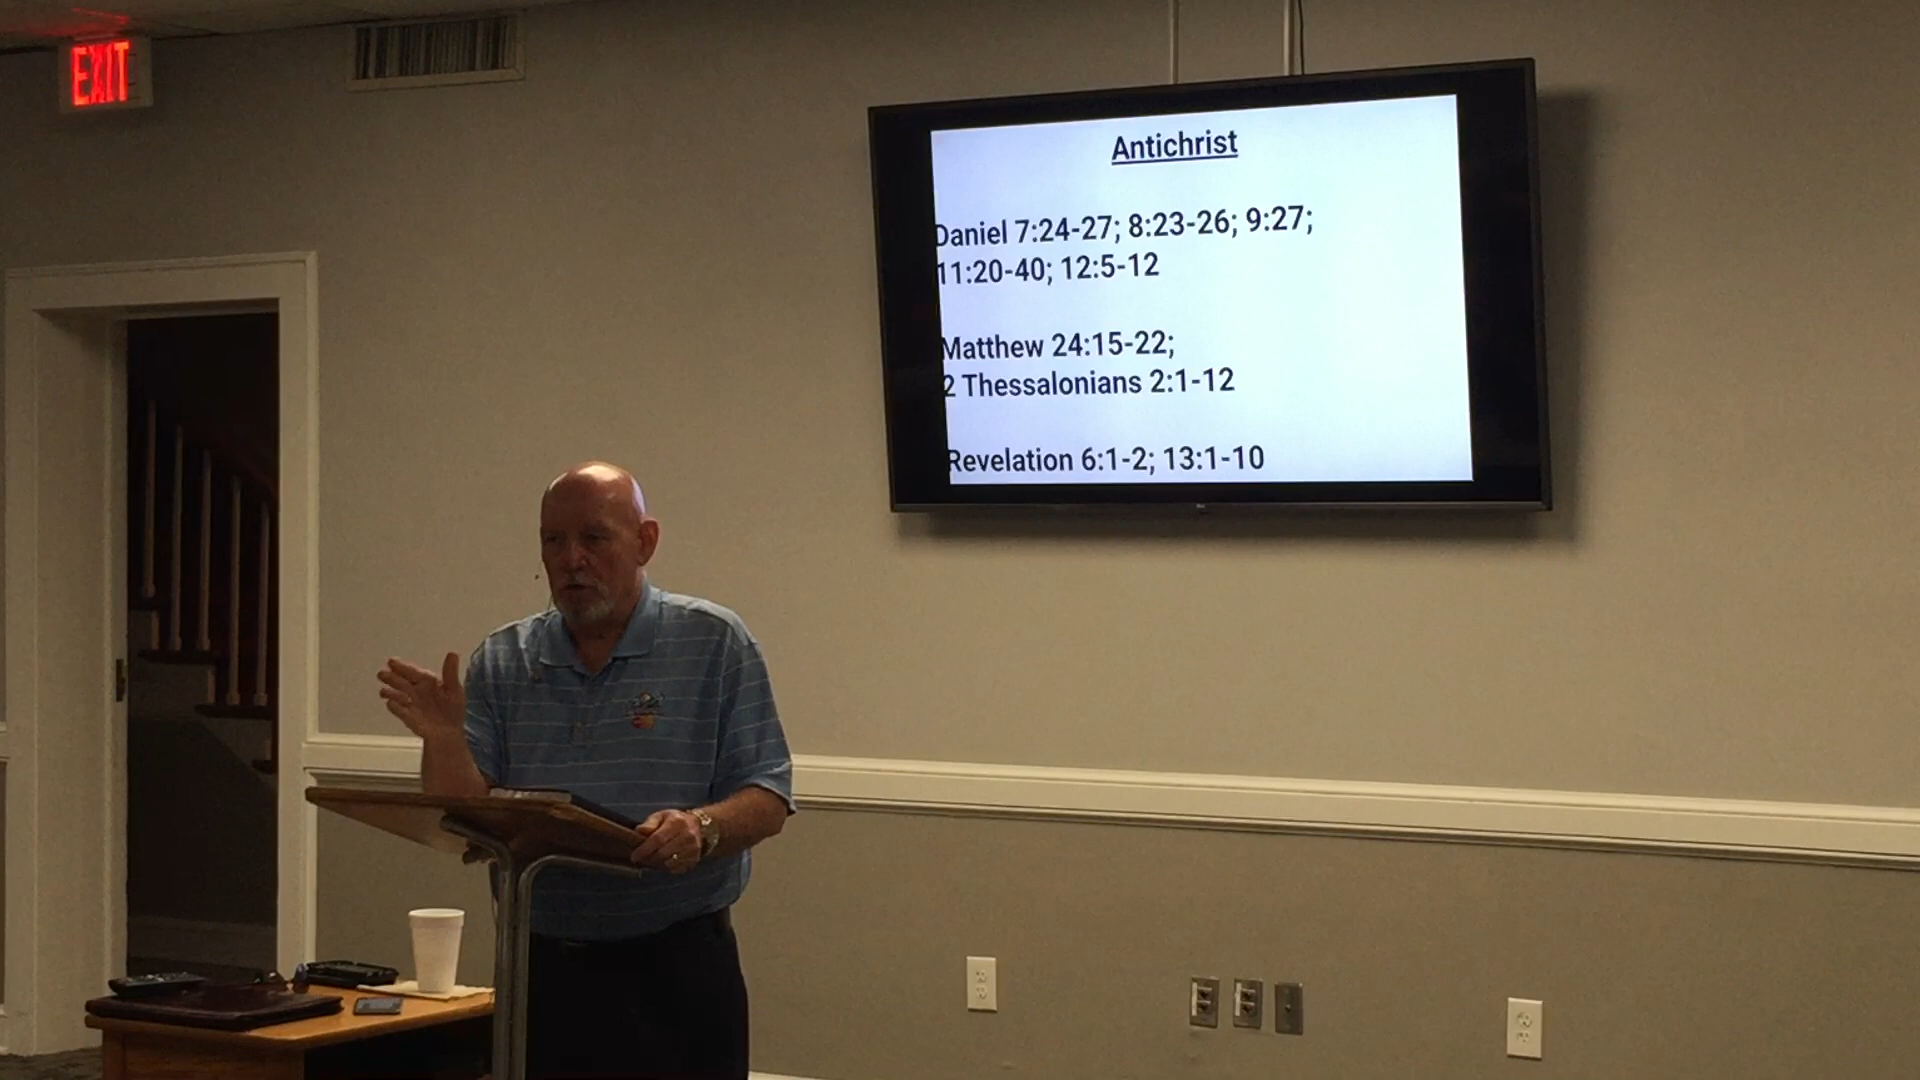 EXIT
Antichrist
Daniel 7:24-27; 8:23-26; 9:27;
11:20-40; 12:5-12
Matthew 24:15-22;
2 Thessalonians 2:1-12
Revelation 6:1-2; 13:1-10